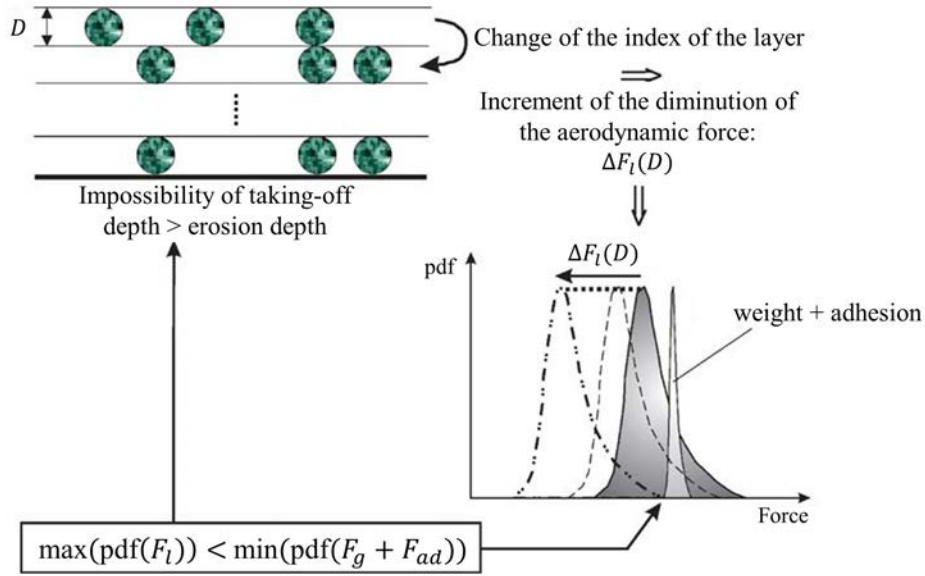 D
Change of the index of the layer
Increment of the diminution of
the aerodynamic force:
ΔF_l(D)
Impossibility of taking-off
depth > erosion depth
ΔF_l(D)
pdf
weight + adhesion
Force
max(pdf(F_l)) < min(pdf(F_g + F_ad))